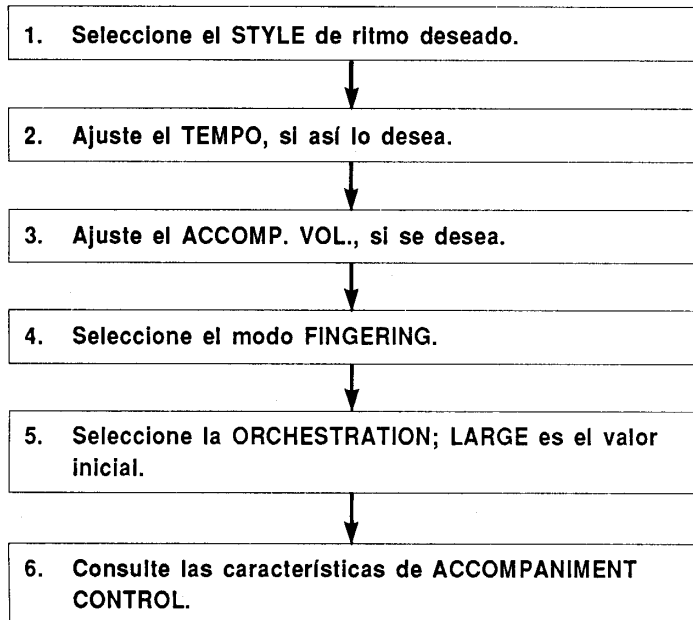 1. Seleccione el STYLE de ritmo deseado.
2. Ajuste el TEMPO, si así lo desea.
3. Ajuste el ACCOMP. VOL., si se desea.
4. Seleccione el modo FINGERING.
5. Seleccione la ORCHESTRATION; LARGE es el valor
inicial.
6. Consulte las características de ACCOMPANIMENT
CONTROL.